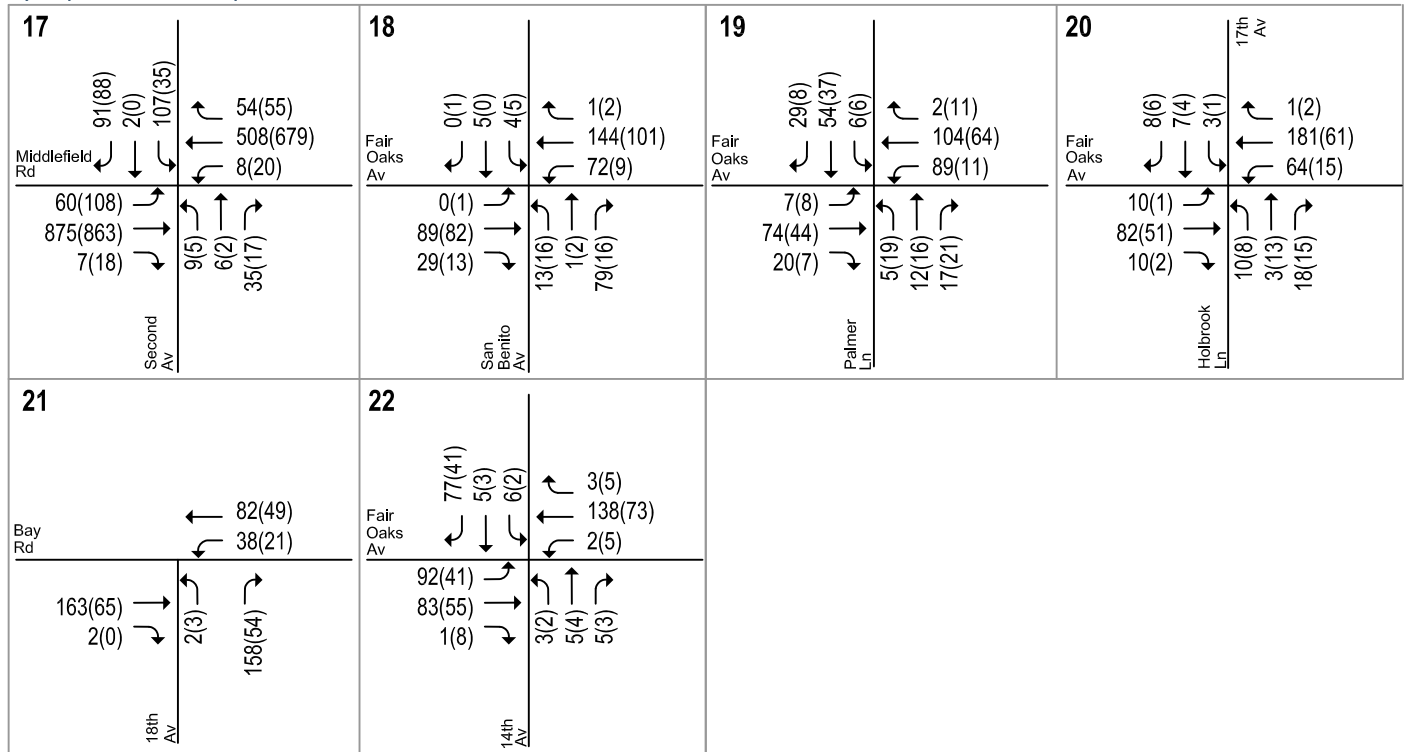 17
91(88)
2(0)
107(35)
54(55)
508(679)
8(20)
Middlefield
Rd
60(108)
875(863)
7(18)
9(5)
6(2)
35(17)
Second
Av
18
0(1)
5(0)
4(5)
1(2)
144(101)
72(9)
Fair
Oaks
Av
0(1)
89(82)
29(13)
13(16)
1(2)
79(16)
San
Benito
Av
19
29(8)
54(37)
6(6)
2(11)
104(64)
89(11)
Fair
Oaks
Av
7(8)
74(44)
20(7)
5(19)
12(16)
17(21)
Palmer
Ln
20
17th
Av
8(6)
7(4)
3(1)
1(2)
181(61)
64(15)
Fair
Oaks
Av
10(1)
82(51)
10(2)
10(8)
3(13)
18(15)
Holbrook
Ln
21
82(49)
38(21)
Bay
Rd
163(65)
2(0)
2(3)
158(54)
18th
Av
22
77(41)
5(3)
6(2)
3(5)
138(73)
2(5)
Fair
Oaks
Av
92(41)
83(55)
1(8)
3(2)
5(4)
5(3)
14th
Av